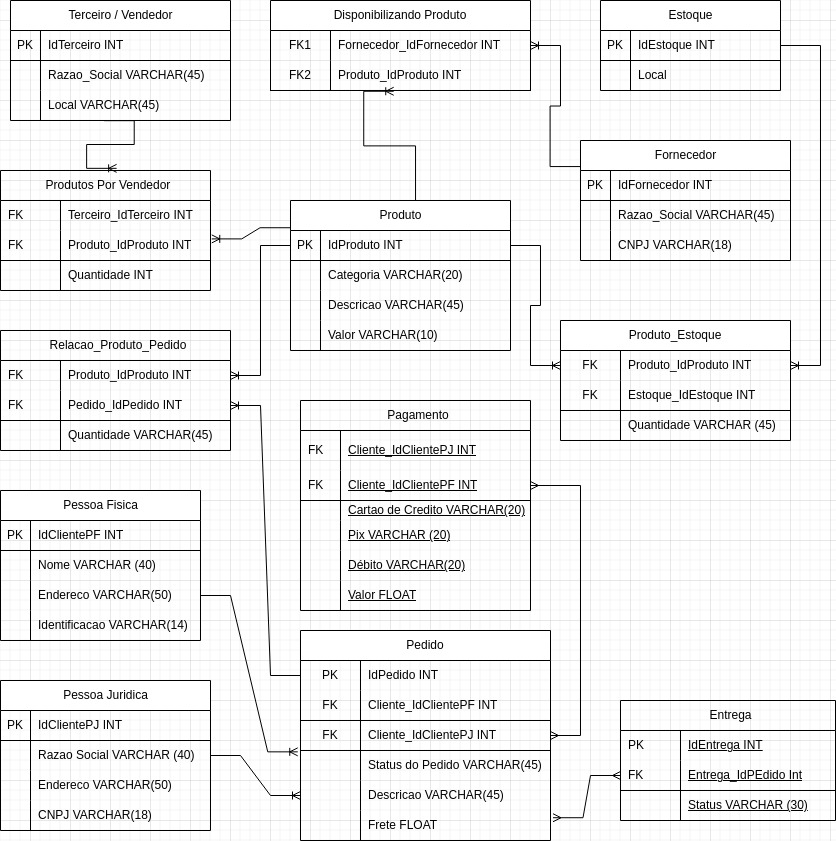 Terceiro / Vendedor
PK IdTerceiro INT
Razao_Social VARCHAR(45)
Local VARCHAR(45)
Disponibilizando Produto
FK1 Fornecedor_IdFornecedor INT
FK2 Produto_IdProduto INT
Estoque
PK IdEstoque INT
Local
Fornecedor
PK IdFornecedor INT
Razao_Social VARCHAR(45)
CNPJ VARCHAR(18)
Produtos Por Vendedor
FK Terceiro_IdTerceiro INT
FK Produto_IdProduto INT
Quantidade INT
Produto
PK IdProduto INT
Categoria VARCHAR(20)
Descricao VARCHAR(45)
Valor VARCHAR(10)
Produto_Estoque
FK Produto_IdProduto INT
FK Estoque_IdEstoque INT
Quantidade VARCHAR (45)
Relacao_Produto_Pedido
FK Produto_IdProduto INT
FK Pedido_IdPedido INT
Quantidade VARCHAR(45)
Pagamento
FK Cliente_IdClientePJ INT
FK Cliente_IdClientePF INT
Cartao de Credito VARCHAR(20)
Pix VARCHAR (20)
Débito VARCHAR(20)
Valor FLOAT
Pessoa Fisica
PK IdClientePF INT
Nome VARCHAR (40)
Endereco VARCHAR(50)
Identificacao VARCHAR(14)
Pedido
PK IdPedido INT
FK Cliente_IdClientePF INT
FK Cliente_IdClientePJ INT
Status do Pedido VARCHAR(45)
Descricao VARCHAR(45)
Frete FLOAT
Pessoa Juridica
PK IdClientePJ INT
Razao Social VARCHAR (40)
Endereco VARCHAR(50)
CNPJ VARCHAR(18)
Entrega
PK IdEntrega INT
FK Entrega_IdPEdido Int
Status VARCHAR (30)